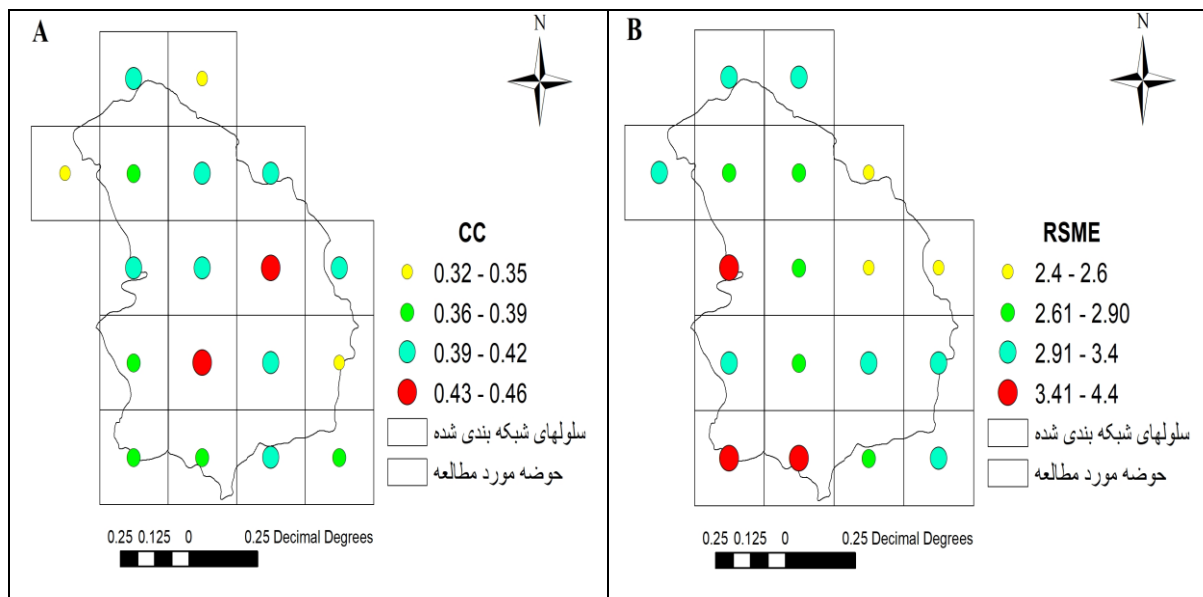 A
N
CC
0.32 - 0.35
0.36 - 0.39
0.39 - 0.42
0.43 - 0.46
سلولهای شبکه بندی شده
حوضه مورد مطالعه
0.25 0.125 0 0.25 Decimal Degrees
B
N
RSME
2.4 - 2.6
2.61 - 2.90
2.91 - 3.4
3.41 - 4.4
سلولهای شبکه بندی شده
حوضه مورد مطالعه
0.25 0.125 0 0.25 Decimal Degrees